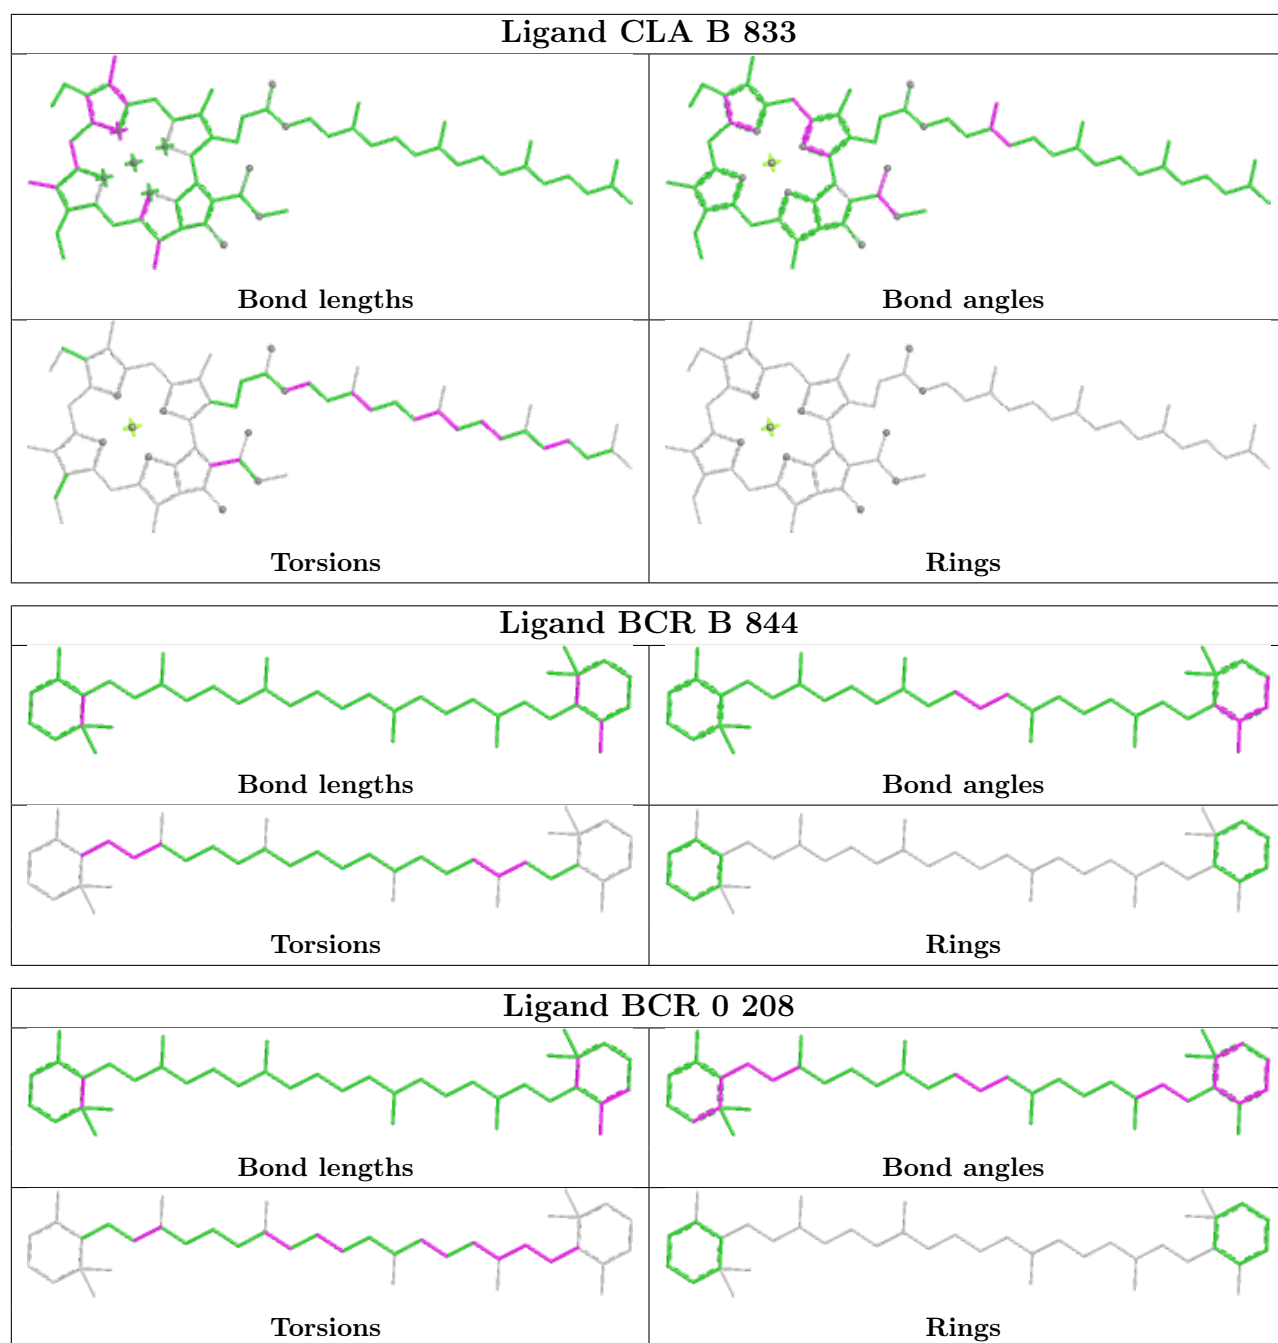 Ligand CLA B 833
Bond lengths
Bond angles
Torsions
Rings
Ligand BCR B 844
Bond lengths
Bond angles
Torsions
Rings
Ligand BCR 0 208
Bond lengths
Bond angles
Torsions
Rings